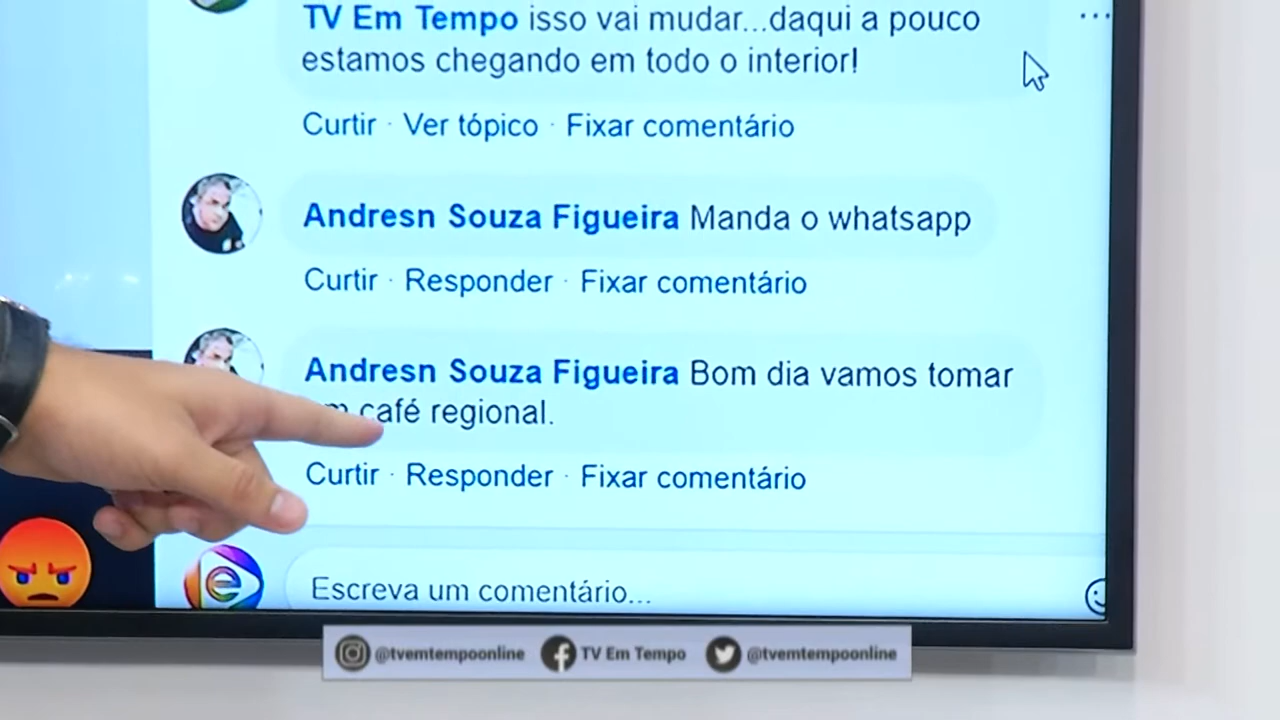 TV Em Tempo isso vai mudar...daqui a pouco
estamos chegando em todo o interior!
Curtir · Ver tópico · Fixar comentário
Andresn Souza Figueira Manda o whatsapp
Curtir · Responder · Fixar comentário
Andresn Souza Figueira Bom dia vamos tomar
café regional.
Curtir · Responder · Fixar comentário
Escreva um comentário...
@tvemtempoonline TV Em Tempo @tvemtempoonline